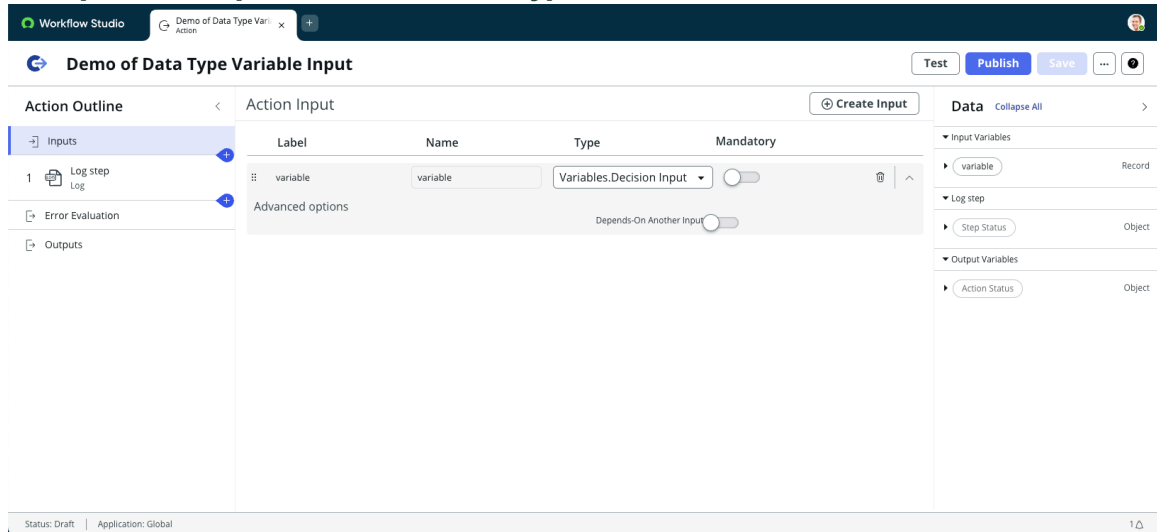 Workflow Studio
Demo of Data Type Vari
Action
Demo of Data Type Variable Input
Test
Publish
Save
Action Outline
Inputs
1
Log step
Log
Error Evaluation
Outputs
Action Input
Create Input
Label Name Type Mandatory
variable variable Variables.Decision Input
Advanced options
Depends-On Another Input
Data Collapse All
Input Variables
variable Record
Log step
Step Status Object
Output Variables
Action Status Object
Status: Draft Application: Global
1